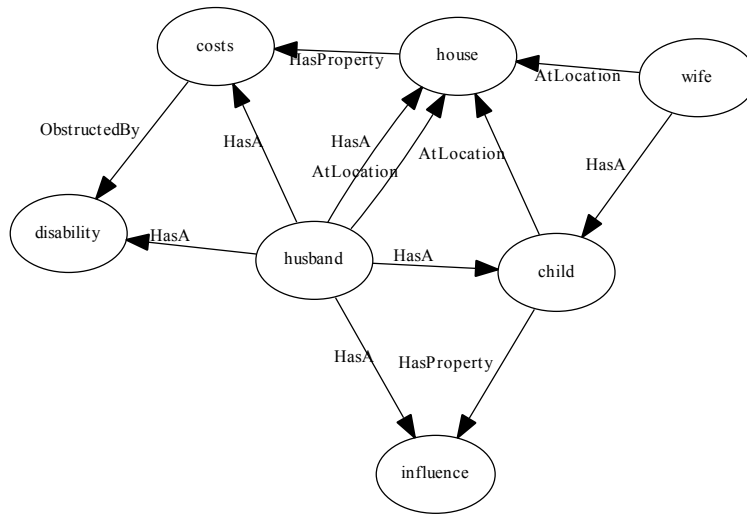 costs
house
wife
HasProperty
AtLocation
ObstructedBy
HasA
HasA
AtLocation
AtLocation
HasA
disability
HasA
husband
HasA
child
HasA
HasProperty
influence